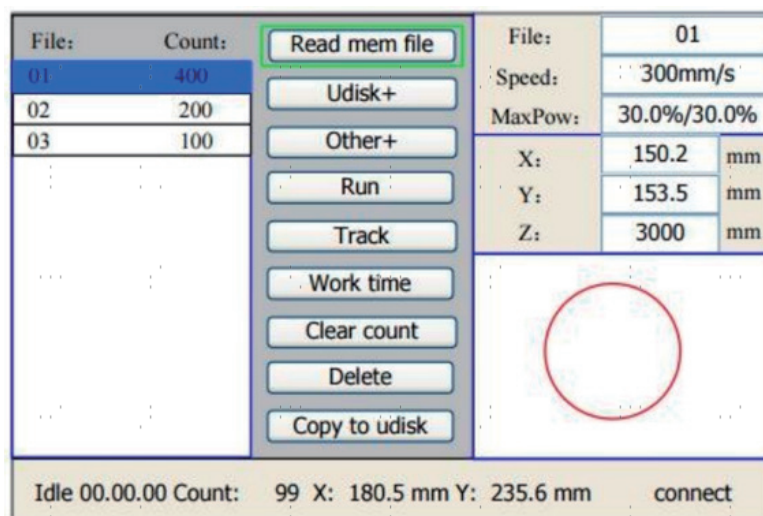 File: Count:
01 400
02 200
03 100
Read mem file
Udisk+
Other+
Run
Track
Work time
Clear count
Delete
Copy to udisk
File: 01
Speed: 300mm/s
MaxPow: 30.0%/30.0%
X: 150.2 mm
Y: 153.5 mm
Z: 3000 mm
Idle 00.00.00 Count: 99 X: 180.5 mm Y: 235.6 mm connect